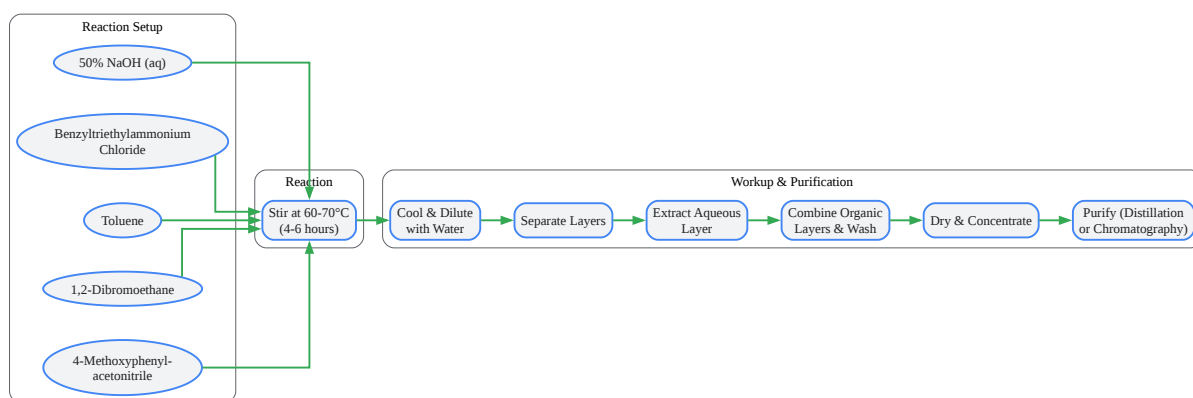 Reaction Setup
50% NaOH (aq)
Benzyltriethylammonium
Chloride
Toluene
1,2-Dibromoethane
4-Methoxyphenyl-
acetonitrile
Reaction
Stir at 60-70°C
(4-6 hours)
Workup & Purification
Cool & Dilute
with Water
Separate Layers
Extract Aqueous
Layer
Combine Organic
Layers & Wash
Dry & Concentrate
Purify (Distillation
or Chromatography)